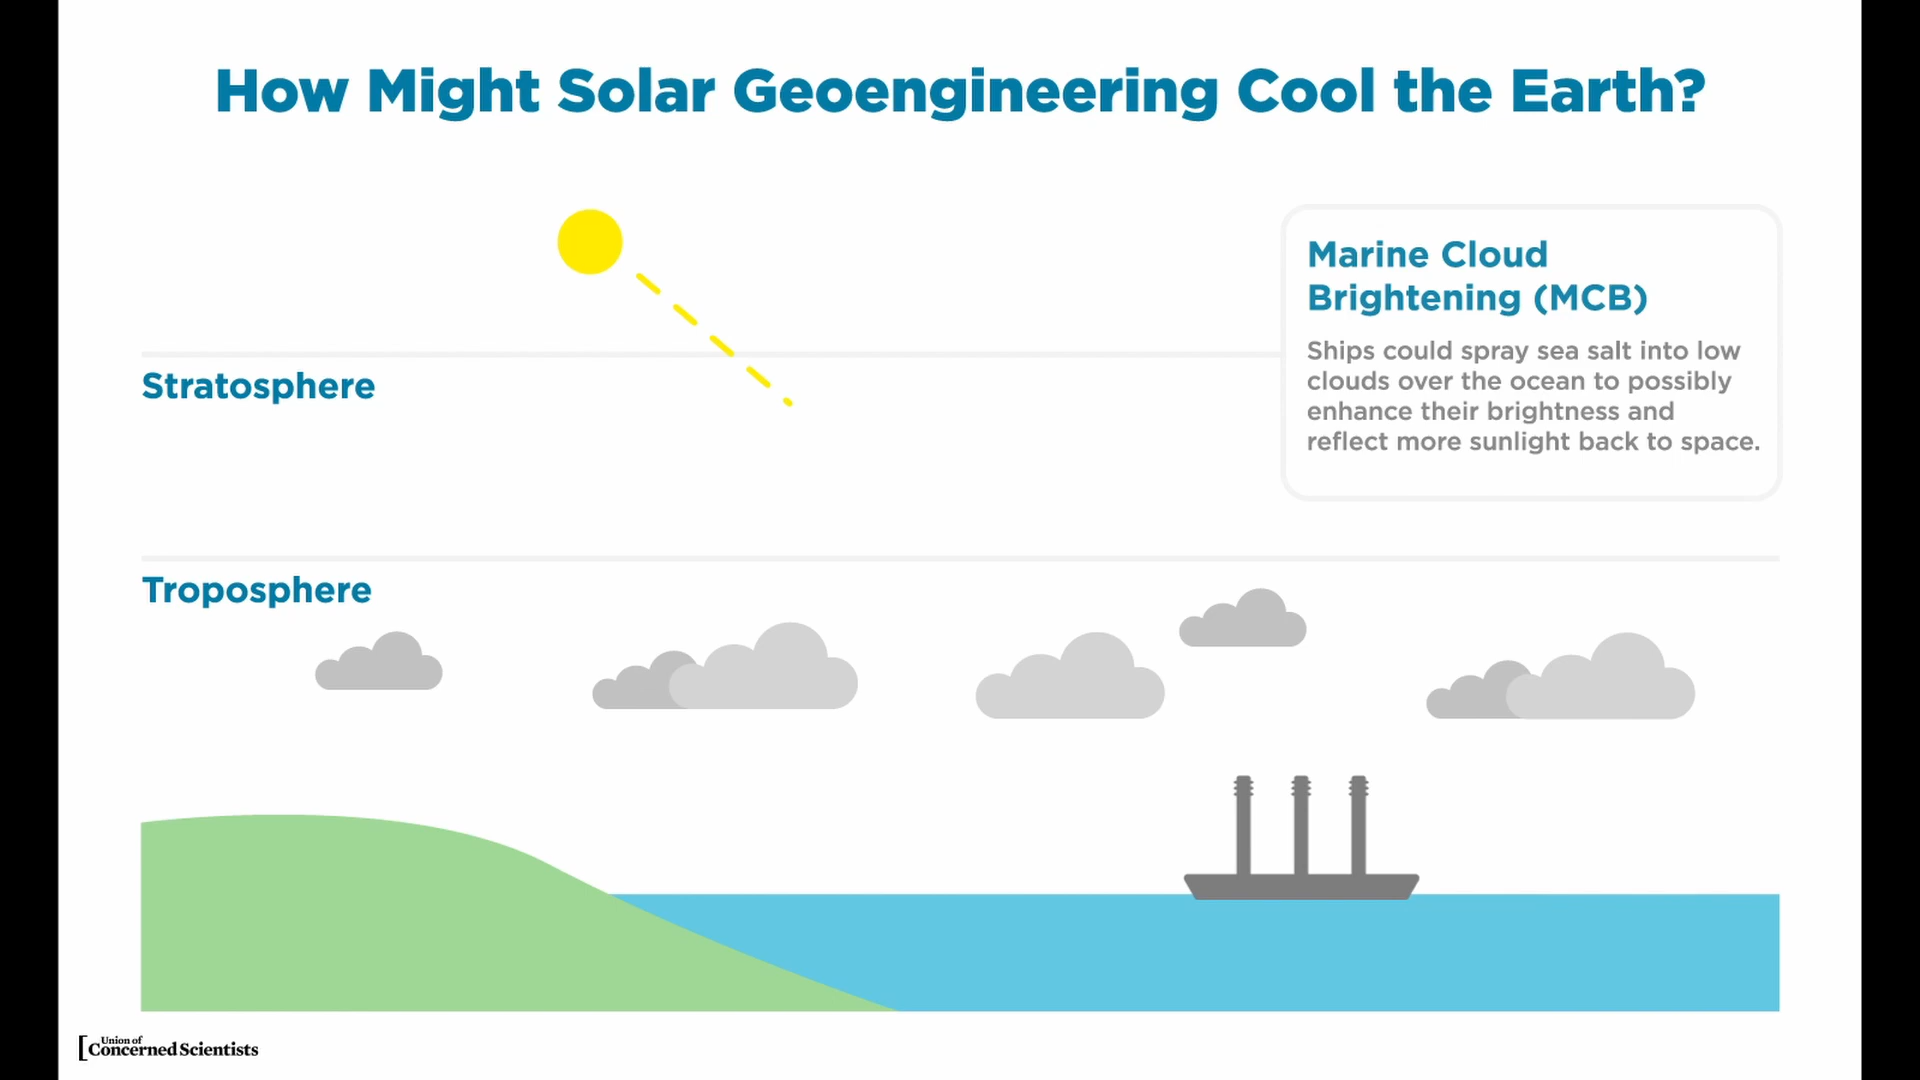 How Might Solar Geoengineering Cool the Earth?
Marine Cloud
Brightening (MCB)
Ships could spray sea salt into low
clouds over the ocean to possibly
enhance their brightness and
reflect more sunlight back to space.
Stratosphere
Troposphere
Union of
Concerned Scientists